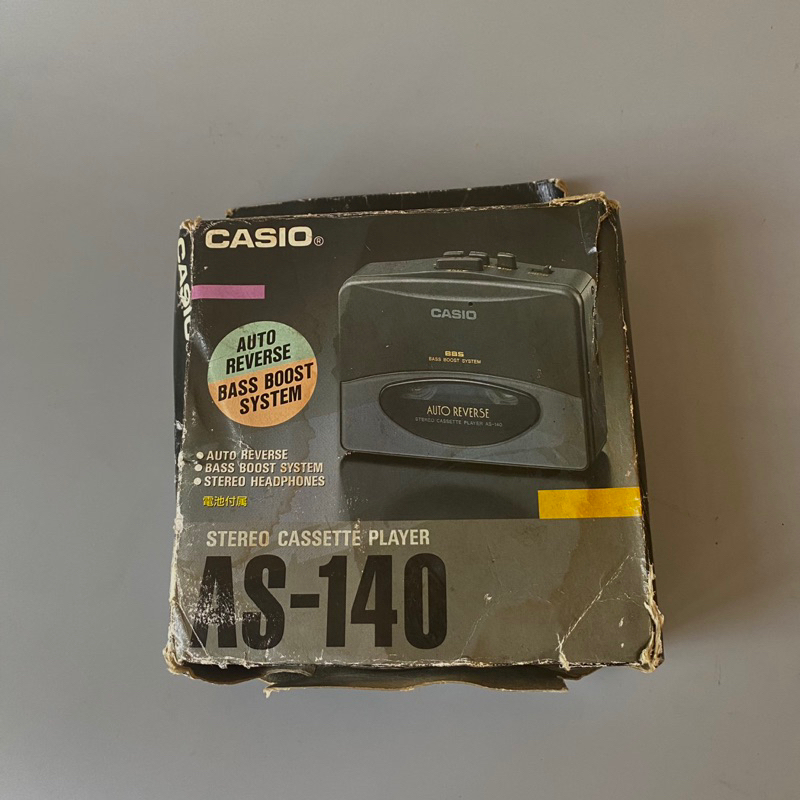 CASIO®
CASIO
AUTO
REVERSE
BASS BOOST
SYSTEM
CASIO
BBS
BASS BOOST SYSTEM
AUTO REVERSE
STEREO CASSETTE PLAYER AS-140
● AUTO REVERSE
● BASS BOOST SYSTEM
● STEREO HEADPHONES
電池付属
STEREO CASSETTE PLAYER
AS-140